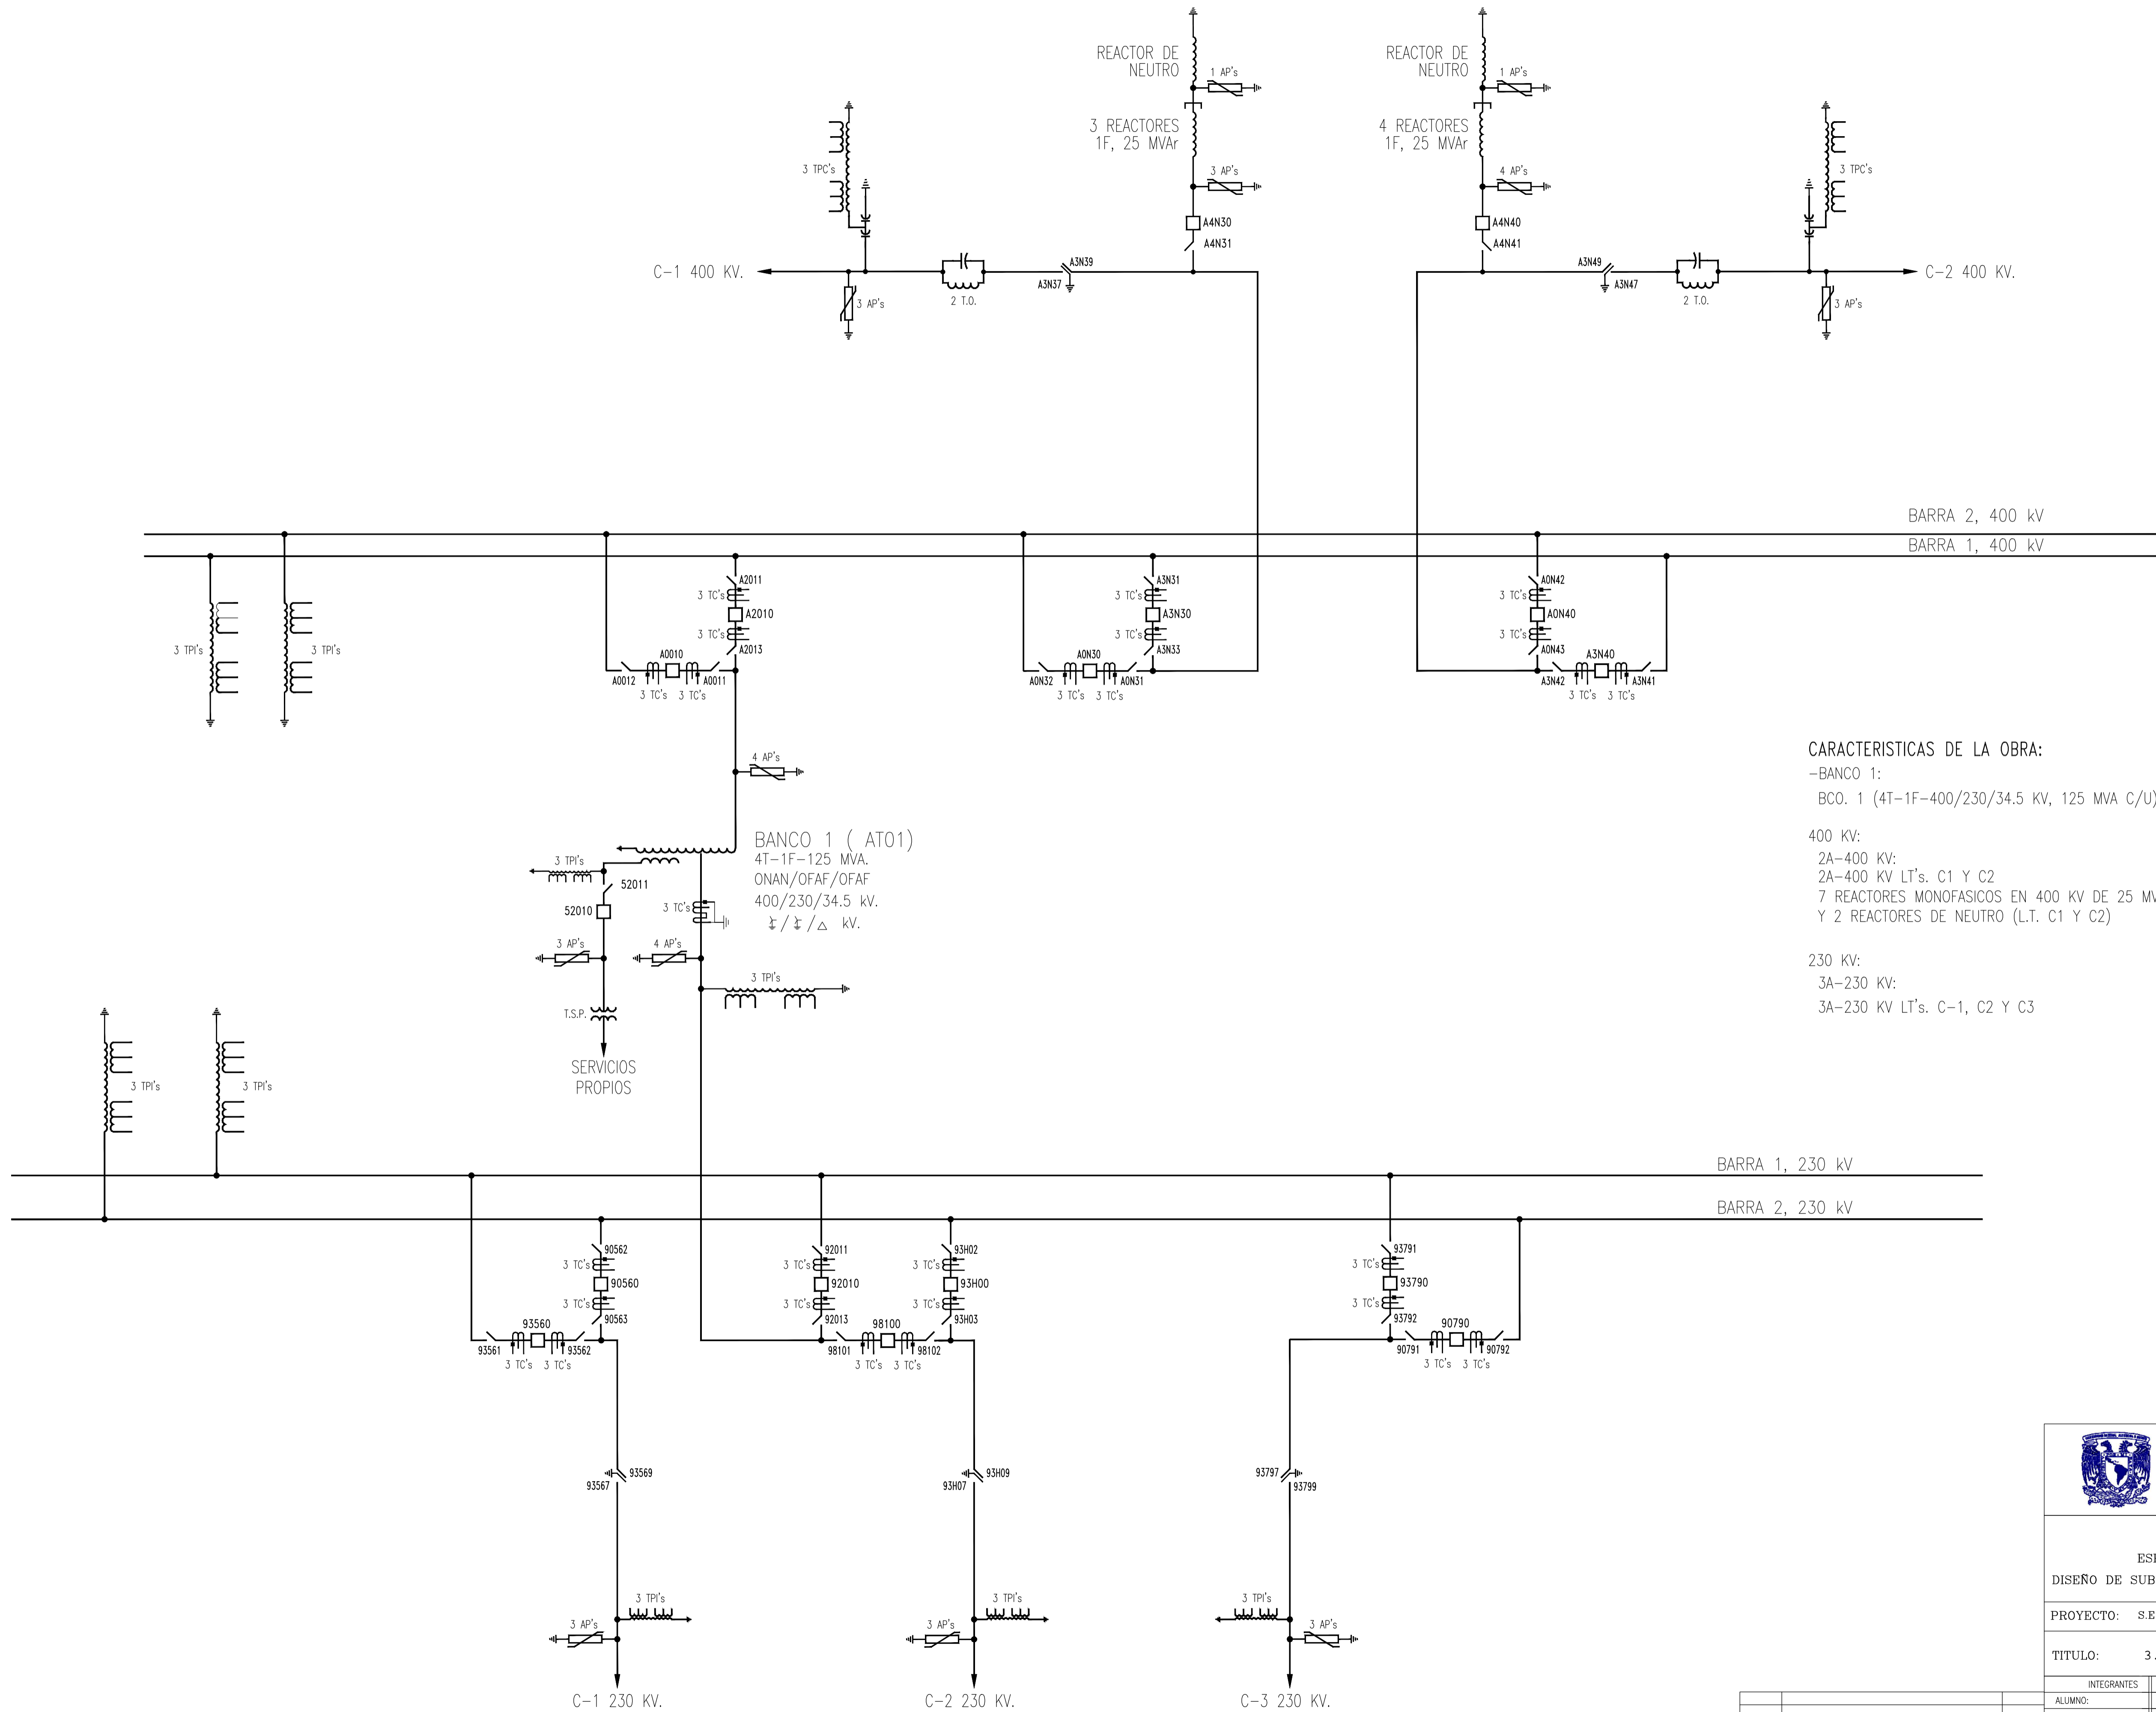 REACTOR DE
NEUTRO
1 AP's
3 REACTORES
1F, 25 MVAr
3 AP's
A4N30
A4N31
3 TPC's
C-1 400 KV.
3 AP's
2 T.O.
A3N39
A3N37
REACTOR DE
NEUTRO
1 AP's
4 REACTORES
1F, 25 MVAr
4 AP's
A4N40
A4N41
A3N49
A3N47
2 T.O.
3 TPC's
C-2 400 KV.
3 AP's
BARRA 2, 400 kV
BARRA 1, 400 kV
3 TPI's
3 TPI's
A2011
3 TC's
A2010
3 TC's
A2013
A0010
A0012
A0011
3 TC's
3 TC's
A3N31
3 TC's
A3N30
3 TC's
A3N33
A0N30
A0N32
A0N31
3 TC's
3 TC's
A0N42
3 TC's
A0N40
3 TC's
A0N43
A3N40
A3N42
A3N41
3 TC's
3 TC's
4 AP's
BANCO 1 ( AT01)
4T-1F-125 MVA.
ONAN/OFAF/OFAF
400/230/34.5 kV.
/ / △ kV.
3 TPI's
52011
52010
3 TC's
3 AP's
4 AP's
3 TPI's
T.S.P.
SERVICIOS
PROPIOS
CARACTERISTICAS DE LA OBRA:
-BANCO 1:
BCO. 1 (4T-1F-400/230/34.5 KV, 125 MVA C/U)
400 KV:
2A-400 KV:
2A-400 KV LT's. C1 Y C2
7 REACTORES MONOFASICOS EN 400 KV DE 25 MV
Y 2 REACTORES DE NEUTRO (L.T. C1 Y C2)
230 KV:
3A-230 KV:
3A-230 KV LT's. C-1, C2 Y C3
3 TPI's
3 TPI's
BARRA 1, 230 kV
BARRA 2, 230 kV
90562
3 TC's
90560
3 TC's
90563
93560
93561
93562
3 TC's
3 TC's
92011
3 TC's
92010
3 TC's
92013
93H02
3 TC's
93H00
3 TC's
93H03
98100
98101
98102
3 TC's
3 TC's
93791
3 TC's
93790
3 TC's
93792
90790
90791
90792
3 TC's
3 TC's
93569
93567
93H09
93H07
93797
93799
3 TPI's
3 AP's
C-1 230 KV.
3 TPI's
3 AP's
C-2 230 KV.
3 TPI's
3 AP's
C-3 230 KV.
ES
DISEÑO DE SUB
PROYECTO: S.E
TITULO: 3
INTEGRANTES
ALUMNO: